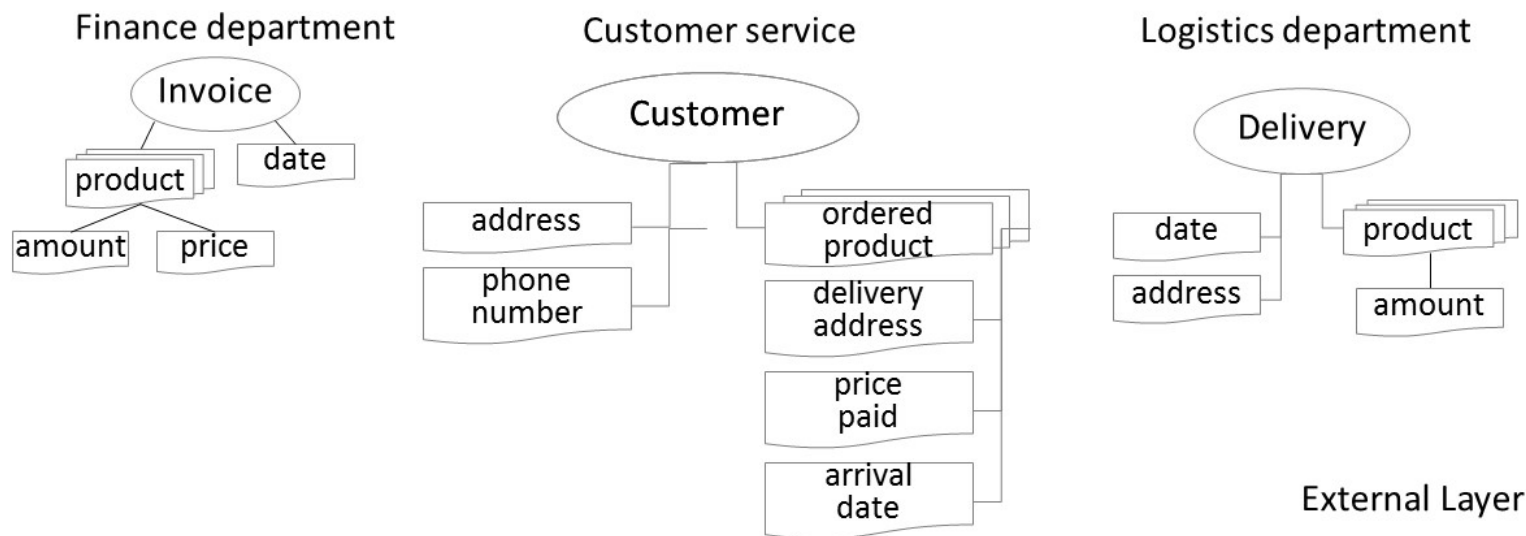 Finance department
Invoice
product
date
amount
price
Customer service
Customer
address
phone
number
ordered
product
delivery
address
price
paid
arrival
date
Logistics department
Delivery
date
address
product
amount
External Layer